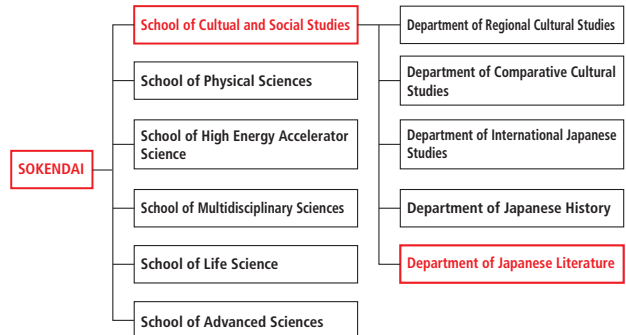 School of Cultual and Social Studies
Department of Regional Cultural Studies
School of Physical Sciences
Department of Comparative Cultural
Studies
SOKENDAI
School of High Energy Accelerator
Science
Department of International Japanese
Studies
School of Multidisciplinary Sciences
Department of Japanese History
School of Life Science
Department of Japanese Literature
School of Advanced Sciences